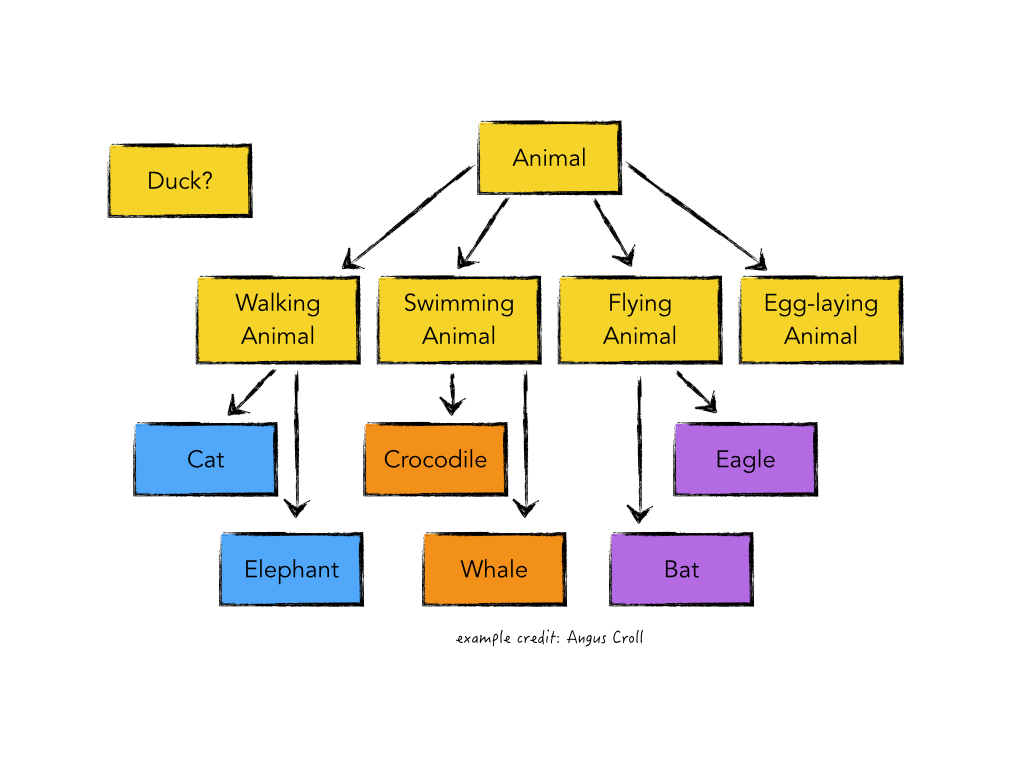 Animal
Duck?
Walking
Animal
Swimming
Animal
Flying
Animal
Egg-laying
Animal
Cat
Crocodile
Eagle
Elephant
Whale
Bat
example credit: Angus Croll